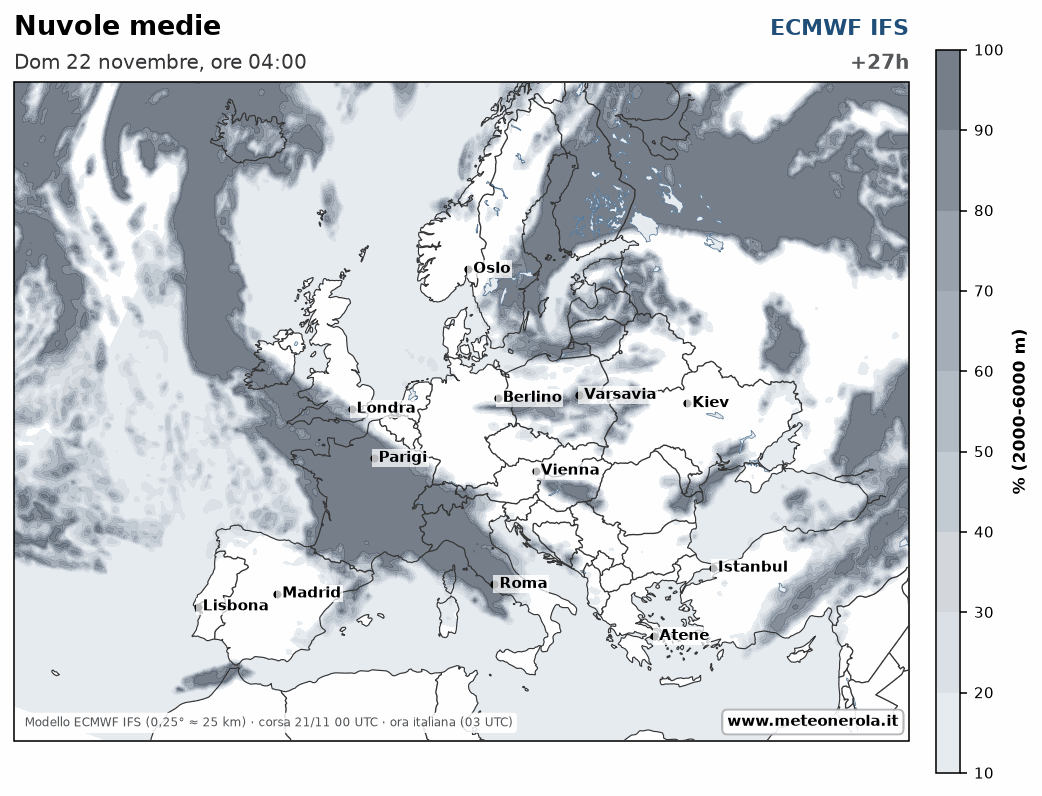 Nuvole medie
ECMWF IFS
Dom 22 novembre, ore 04:00
+27h
100
90
80
70
60
50
40
30
20
10
% (2000-6000 m)
Oslo
Londra
Berlino
Varsavia
Kiev
Parigi
Vienna
Istanbul
Roma
Madrid
Lisbona
Atene
Modello ECMWF IFS (0,25° ≈ 25 km) · corsa 21/11 00 UTC · ora italiana (03 UTC)
www.meteonerola.it